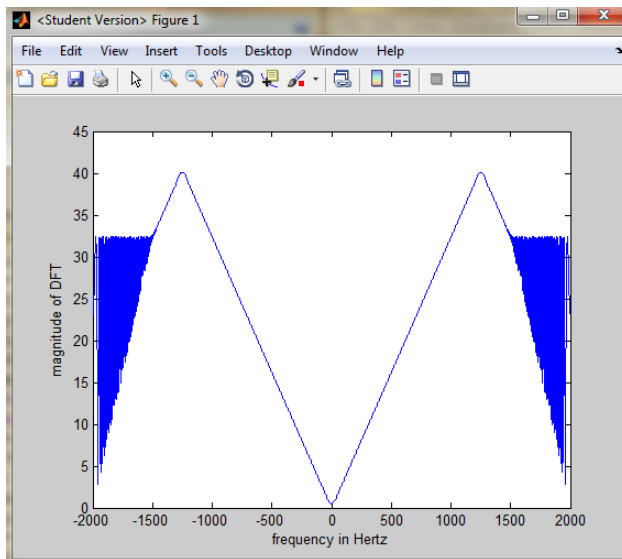 <Student Version> Figure 1
File Edit View Insert Tools Desktop Window Help
45
40
35
30
25
20
15
10
5
0
magnitude of DFT
-2000 -1500 -1000 -500 0 500 1000 1500 2000
frequency in Hertz